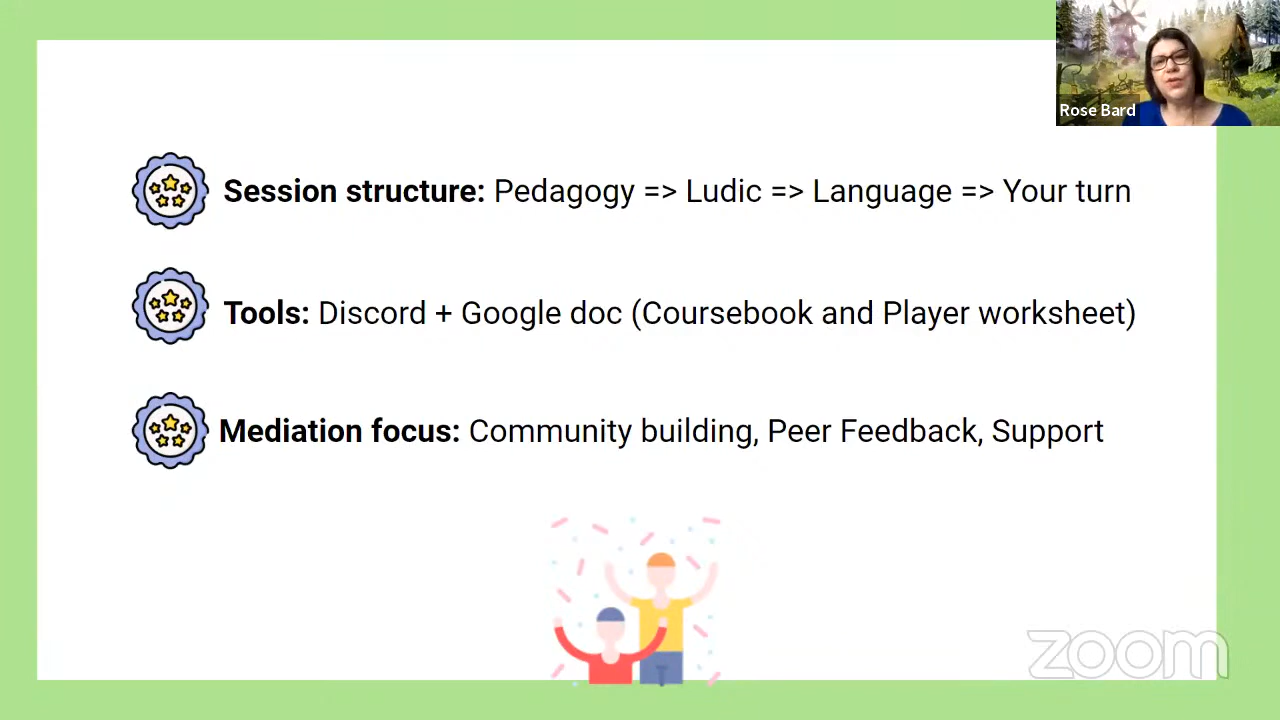 Rose Bard
Session structure: Pedagogy => Ludic => Language => Your turn
Tools: Discord + Google doc (Coursebook and Player worksheet)
Mediation focus: Community building, Peer Feedback, Support
zoom